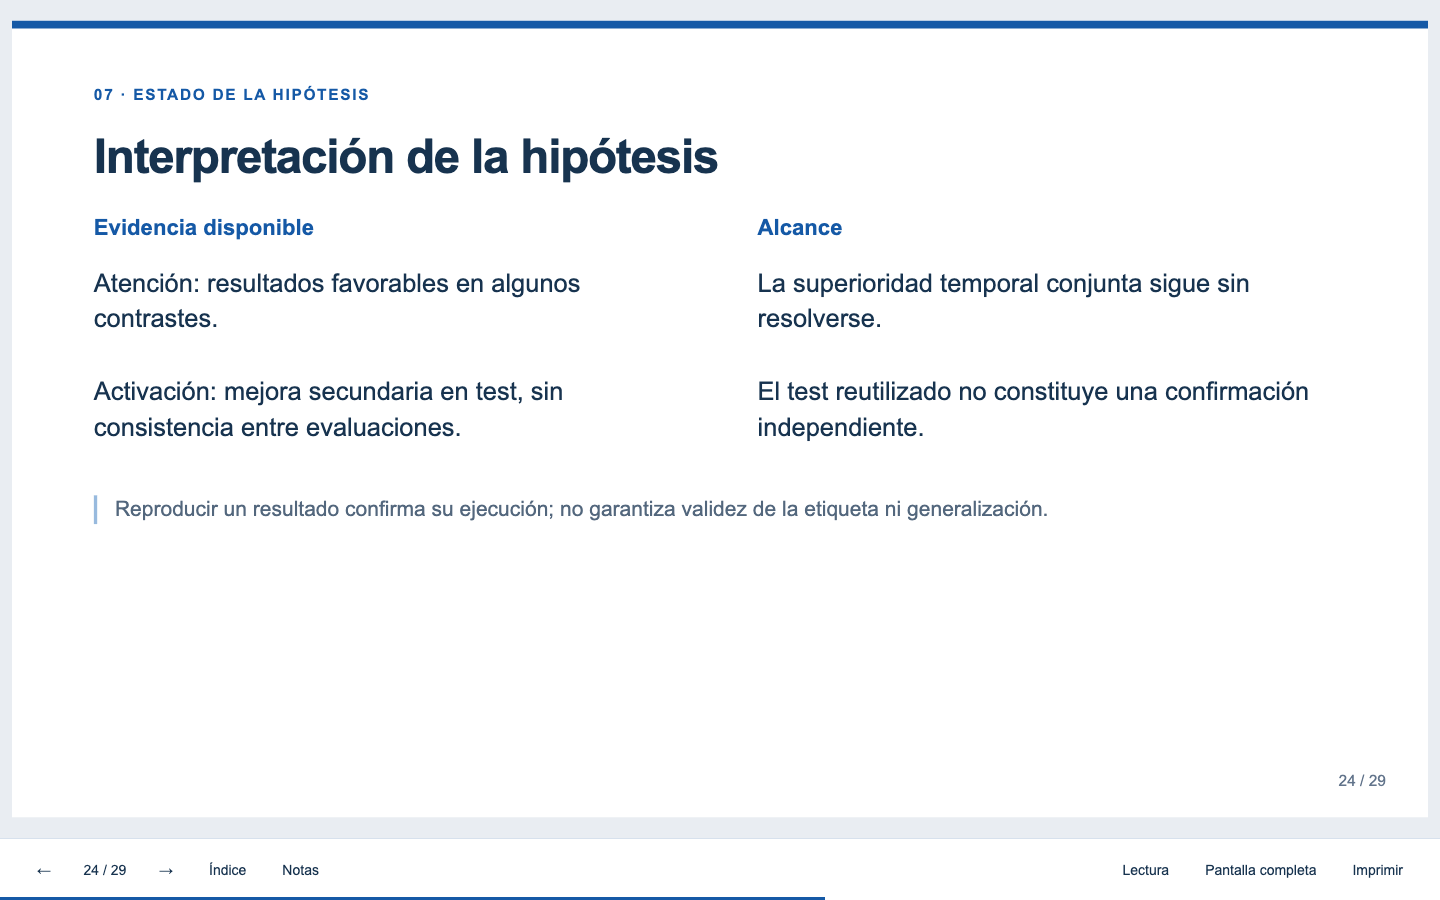 07 · ESTADO DE LA HIPÓTESIS
Interpretación de la hipótesis
Evidencia disponible
Atención: resultados favorables en algunos
contrastes.
Activación: mejora secundaria en test, sin
consistencia entre evaluaciones.
Alcance
La superioridad temporal conjunta sigue sin
resolverse.
El test reutilizado no constituye una confirmación
independiente.
Reproducir un resultado confirma su ejecución; no garantiza validez de la etiqueta ni generalización.
24 / 29
← 24 / 29 → Índice Notas Lectura Pantalla completa Imprimir